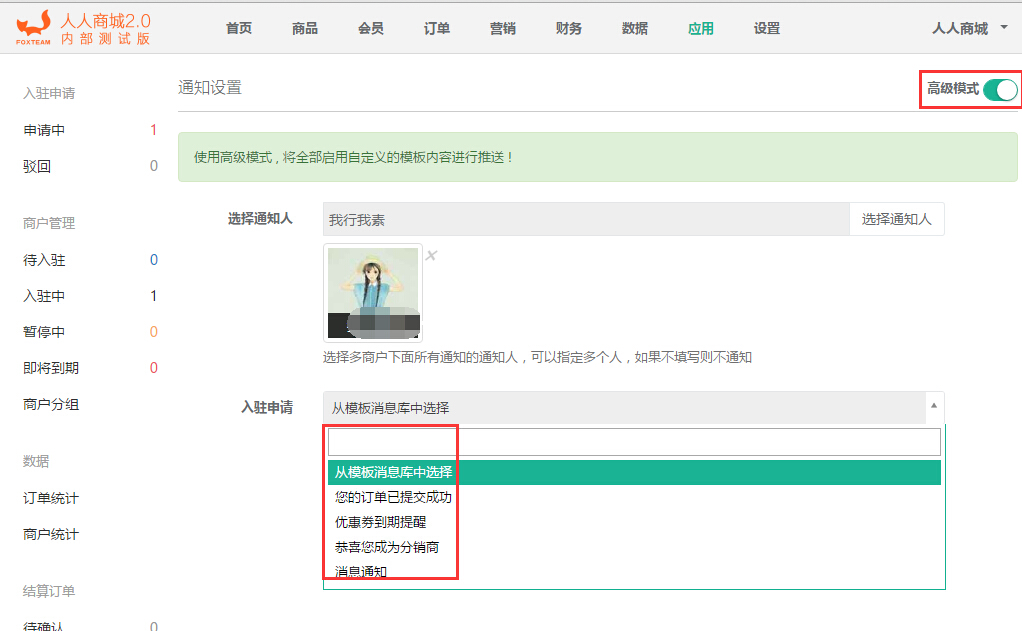 人人商城2.0
内部测试版
FOXTEAM
首页 商品 会员 订单 营销 财务 数据 应用 设置 人人商城
入驻申请
申请中 1
驳回 0
商户管理
待入驻 0
入驻中 1
暂停中 0
即将到期 0
商户分组
数据
订单统计
商户统计
结算订单
待确认 0
通知设置 高级模式
使用高级模式,将全部启用自定义的模板内容进行推送!
选择通知人 我行我素 选择通知人
选择多商户下面所有通知的通知人,可以指定多个人,如果不填写则不通知
入驻申请 从模板消息库中选择
从模板消息库中选择
您的订单已提交成功
优惠券到期提醒
恭喜您成为分销商
消息通知